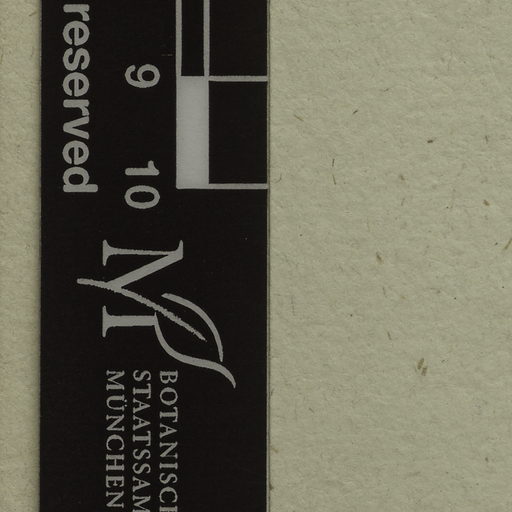 reserved
9
10
M
BOTANISCH
STAATSSAM
MÜNCHEN